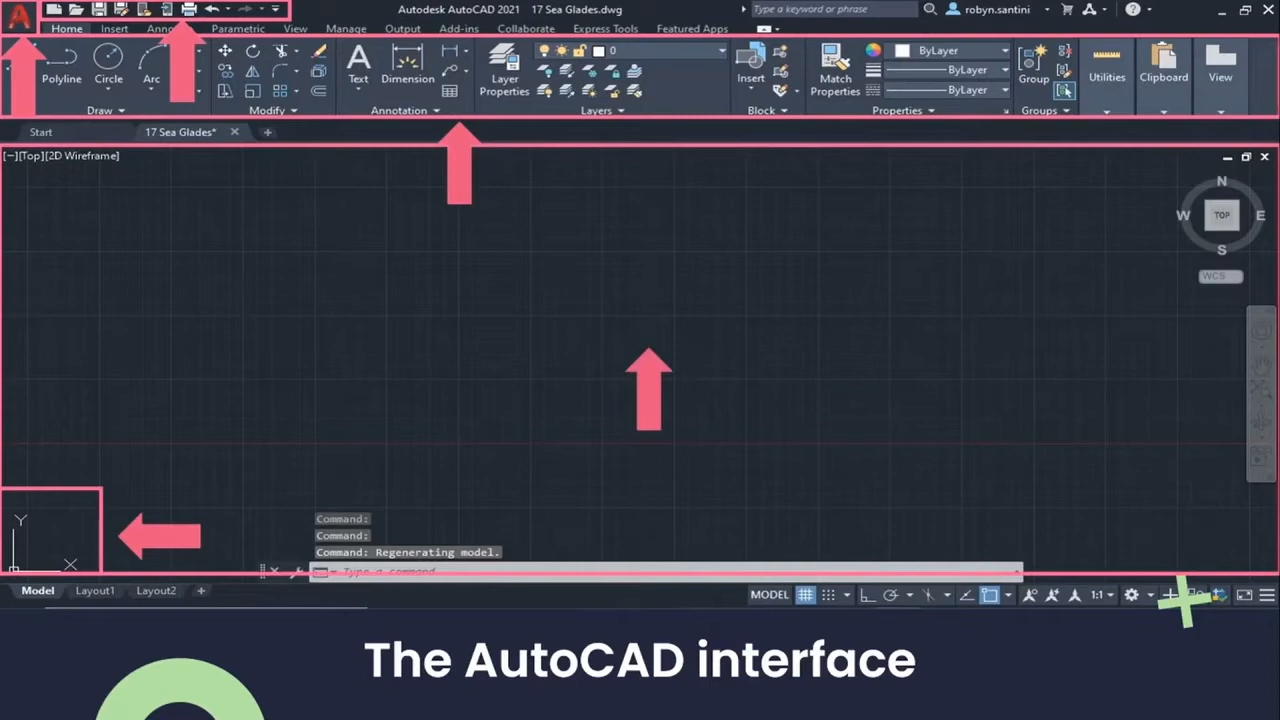 A
Autodesk AutoCAD 2021 17 Sea Glades.dwg
Type a keyword or phrase
robyn.santini
Home Insert Parametric View Manage Output Add-ins Collaborate Express Tools Featured Apps
0
ByLayer
ByLayer
ByLayer
Polyline Circle Arc
Text Dimension
Layer Properties
Insert
Match Properties
Group
Utilities
Clipboard
View
Draw Modify Annotation Layers Block Properties Groups
Start 17 Sea Glades*
[−][Top][2D Wireframe]
N
W TOP E
S
WCS
Y
X
Command:
Command:
Command: Regenerating model.
Type a command
Model Layout1 Layout2 MODEL 1:1
The AutoCAD interface